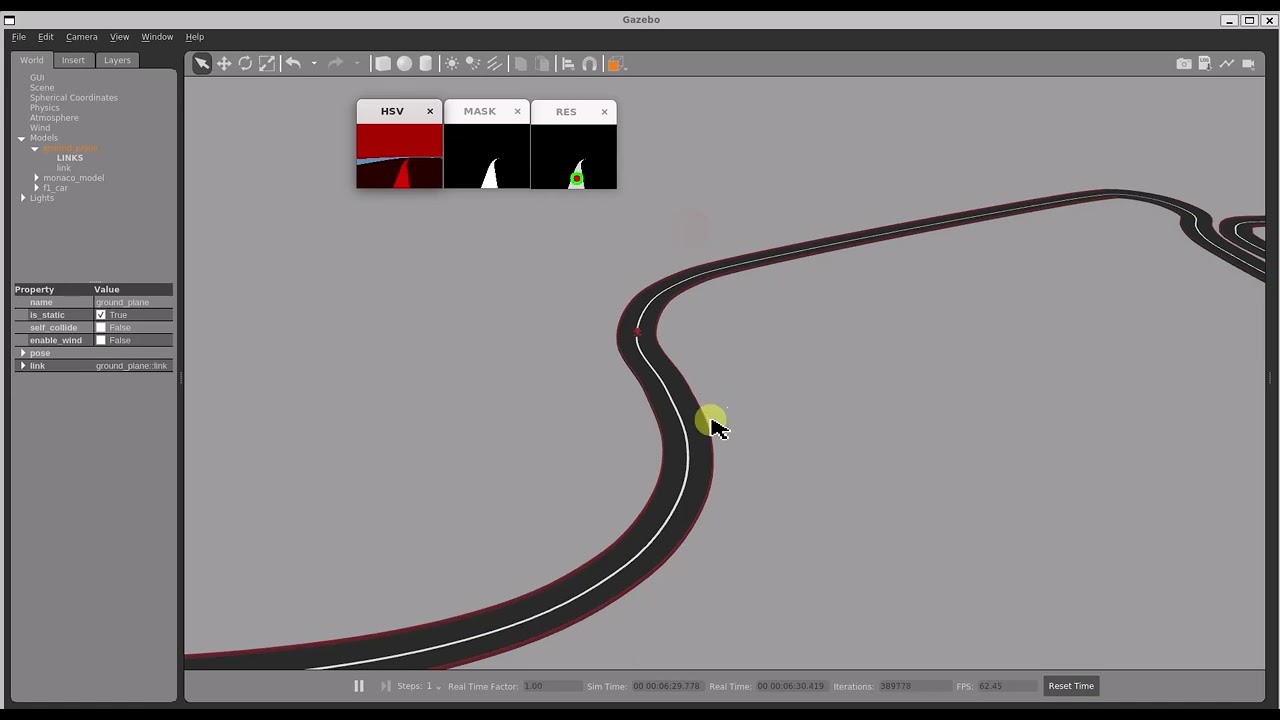 Gazebo
File Edit Camera View Window Help
World Insert Layers
GUI
Scene
Spherical Coordinates
Physics
Atmosphere
Wind
Models
ground_plane
LINKS
link
monaco_model
f1_car
Lights
Property Value
name ground_plane
is_static True
self_collide False
enable_wind False
pose
link ground_plane::link
HSV × MASK × RES ×
Steps: 1 Real Time Factor: 1.00 Sim Time: 00 00:06:29.778 Real Time: 00 00:06:30.419 Iterations: 389778 FPS: 62.45 Reset Time